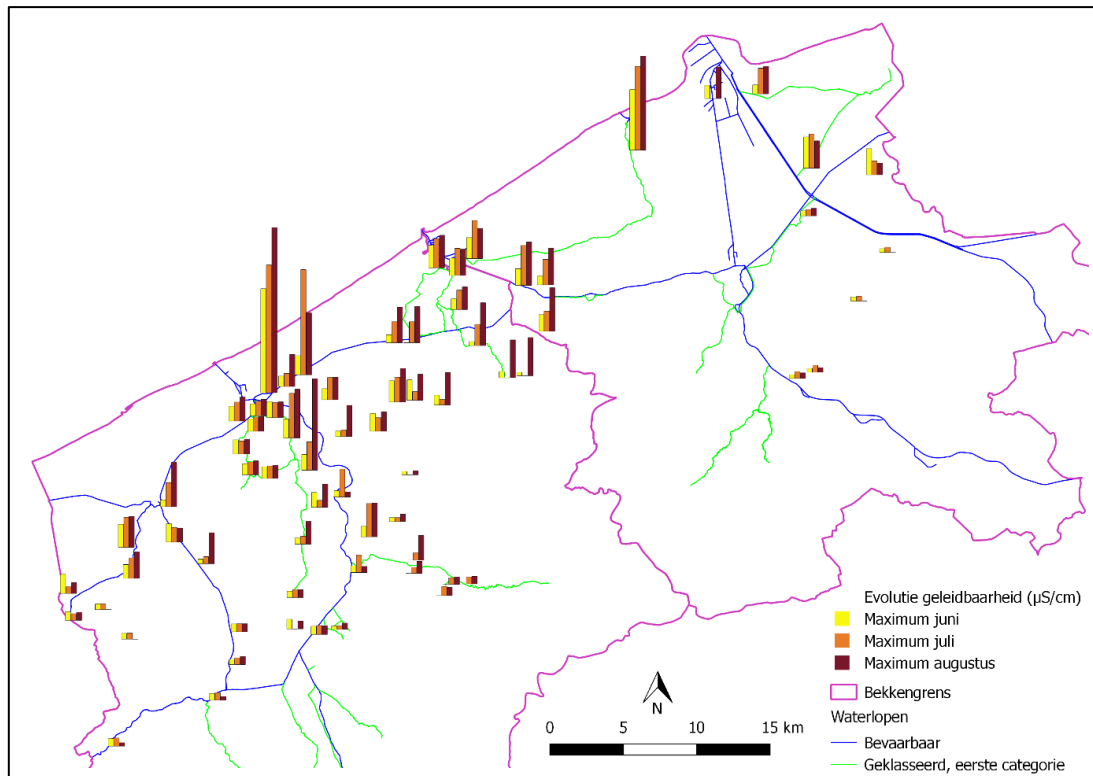 Evolutie geleidbaarheid (µS/cm)
Maximum juni
Maximum juli
Maximum augustus
Bekkengrens
Waterlopen
Bevaarbaar
Geklasseerd, eerste categorie
N
0 5 10 15 km